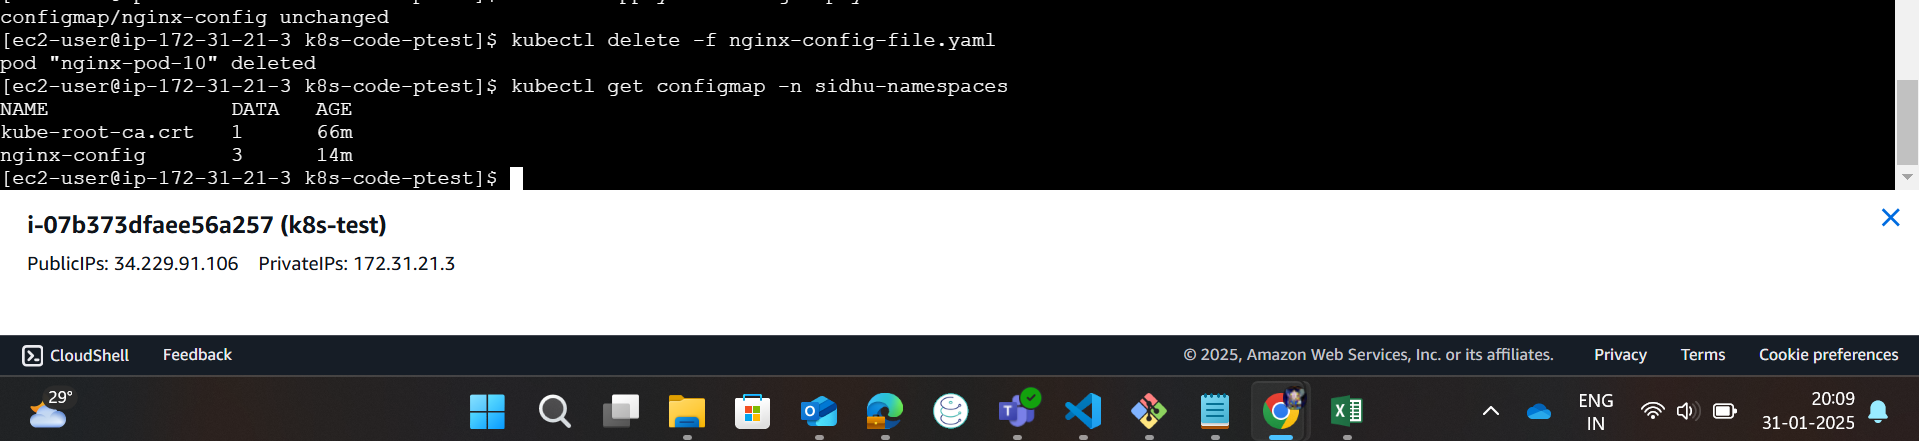 configmap/nginx-config unchanged
[ec2-user@ip-172-31-21-3 k8s-code-ptest]$ kubectl delete -f nginx-config-file.yaml
pod "nginx-pod-10" deleted
[ec2-user@ip-172-31-21-3 k8s-code-ptest]$ kubectl get configmap -n sidhu-namespaces
NAME DATA AGE
kube-root-ca.crt 1 66m
nginx-config 3 14m
[ec2-user@ip-172-31-21-3 k8s-code-ptest]$
i-07b373dfaee56a257 (k8s-test)
PublicIPs: 34.229.91.106 PrivateIPs: 172.31.21.3
CloudShell Feedback © 2025, Amazon Web Services, Inc. or its affiliates. Privacy Terms Cookie preferences
29°
ENG
IN
20:09
31-01-2025